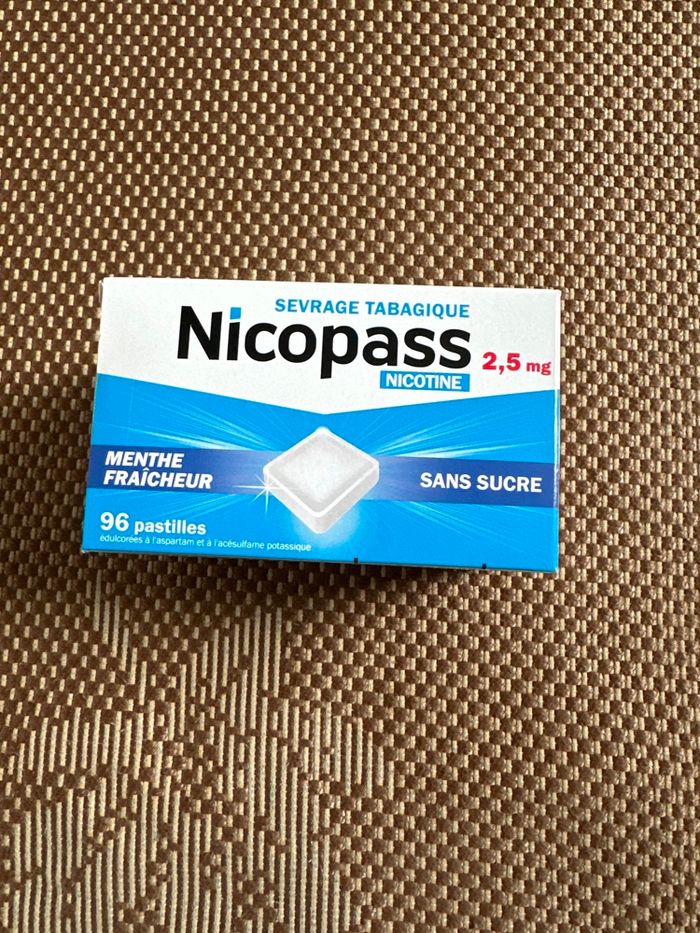 SEVRAGE TABAGIQUE
Nicopass 2,5 mg
NICOTINE
MENTHE
FRAÎCHEUR
SANS SUCRE
96 pastilles
édulcorées à l'aspartam et à l'acésulfame potassique